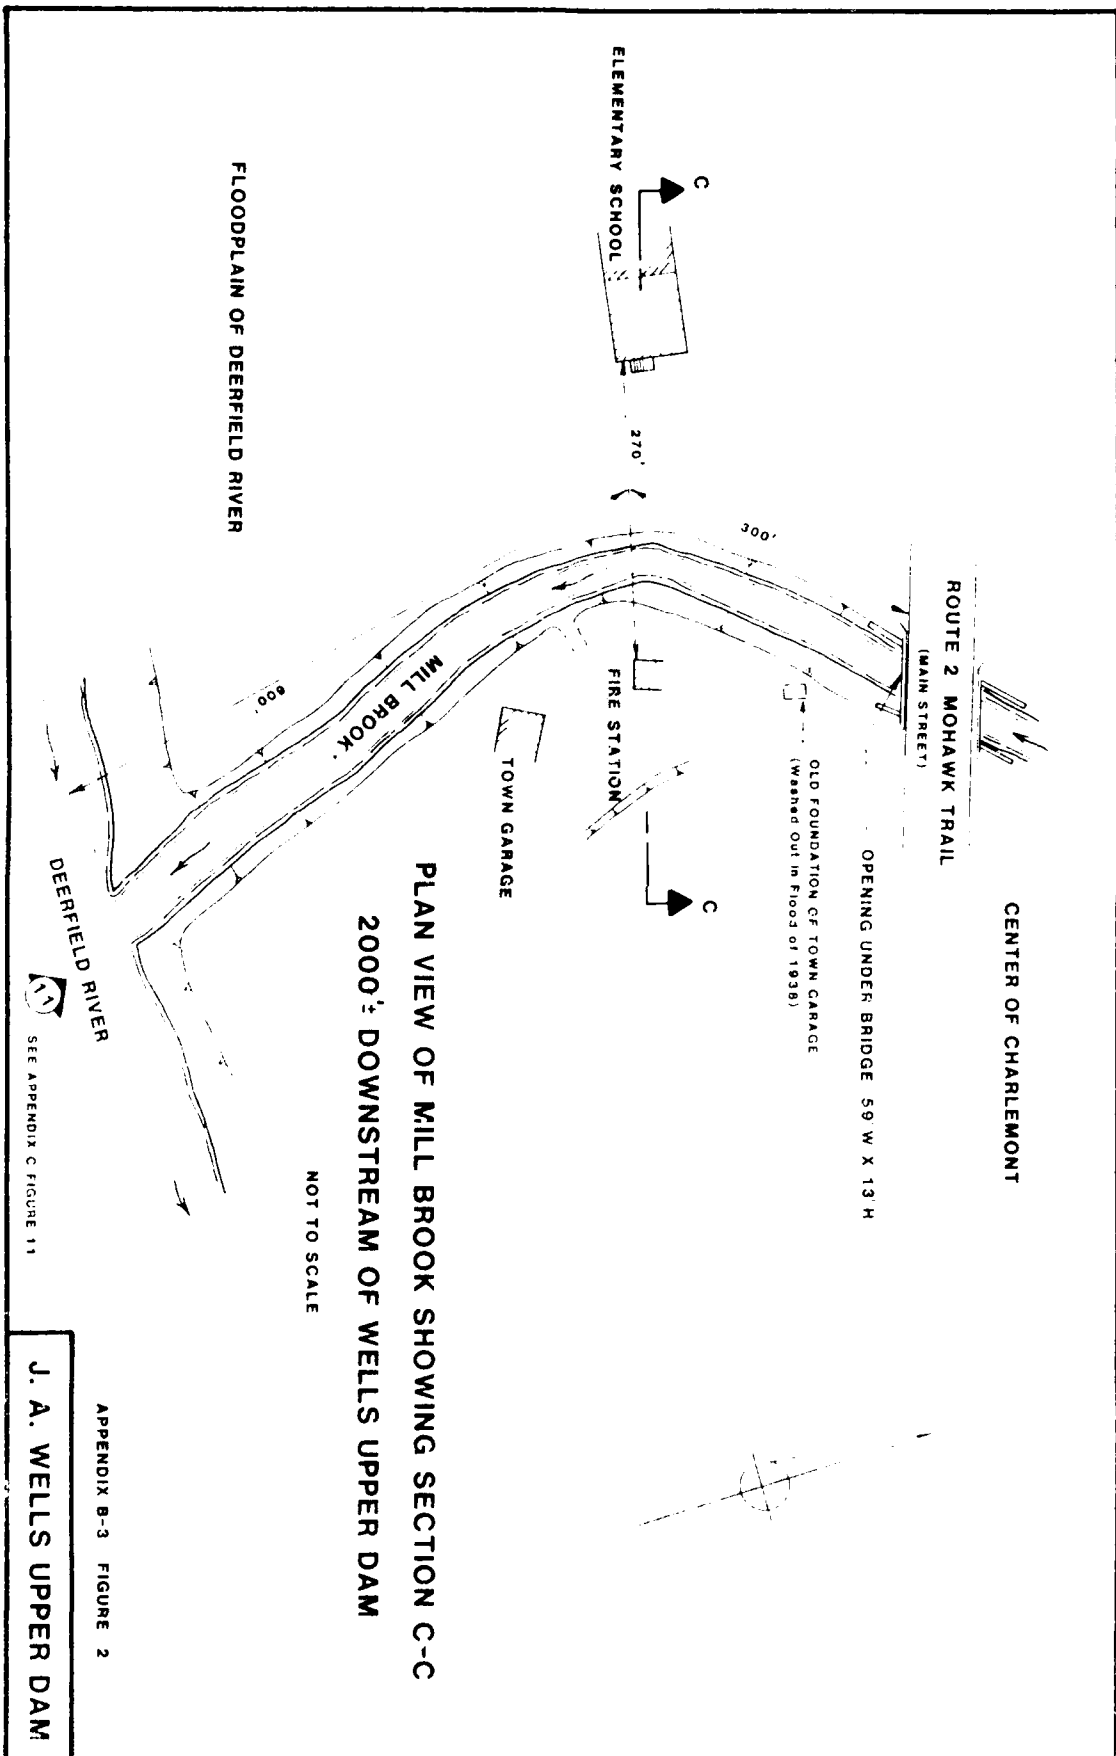 CENTER OF CHARLEMONT
ROUTE 2 MOHAWK TRAIL
(MAIN STREET)
OPENING UNDER BRIDGE 59' W X 13' H
OLD FOUNDATION OF TOWN GARAGE
(Washed Out in Flood of 1938)
300'
C
ELEMENTARY SCHOOL
270'
FIRE STATION
C
TOWN GARAGE
MILL BROOK
600'
FLOODPLAIN OF DEERFIELD RIVER
DEERFIELD RIVER
11
SEE APPENDIX C FIGURE 11
PLAN VIEW OF MILL BROOK SHOWING SECTION C-C
2000'± DOWNSTREAM OF WELLS UPPER DAM
NOT TO SCALE
APPENDIX B-3 FIGURE 2
J. A. WELLS UPPER DAM